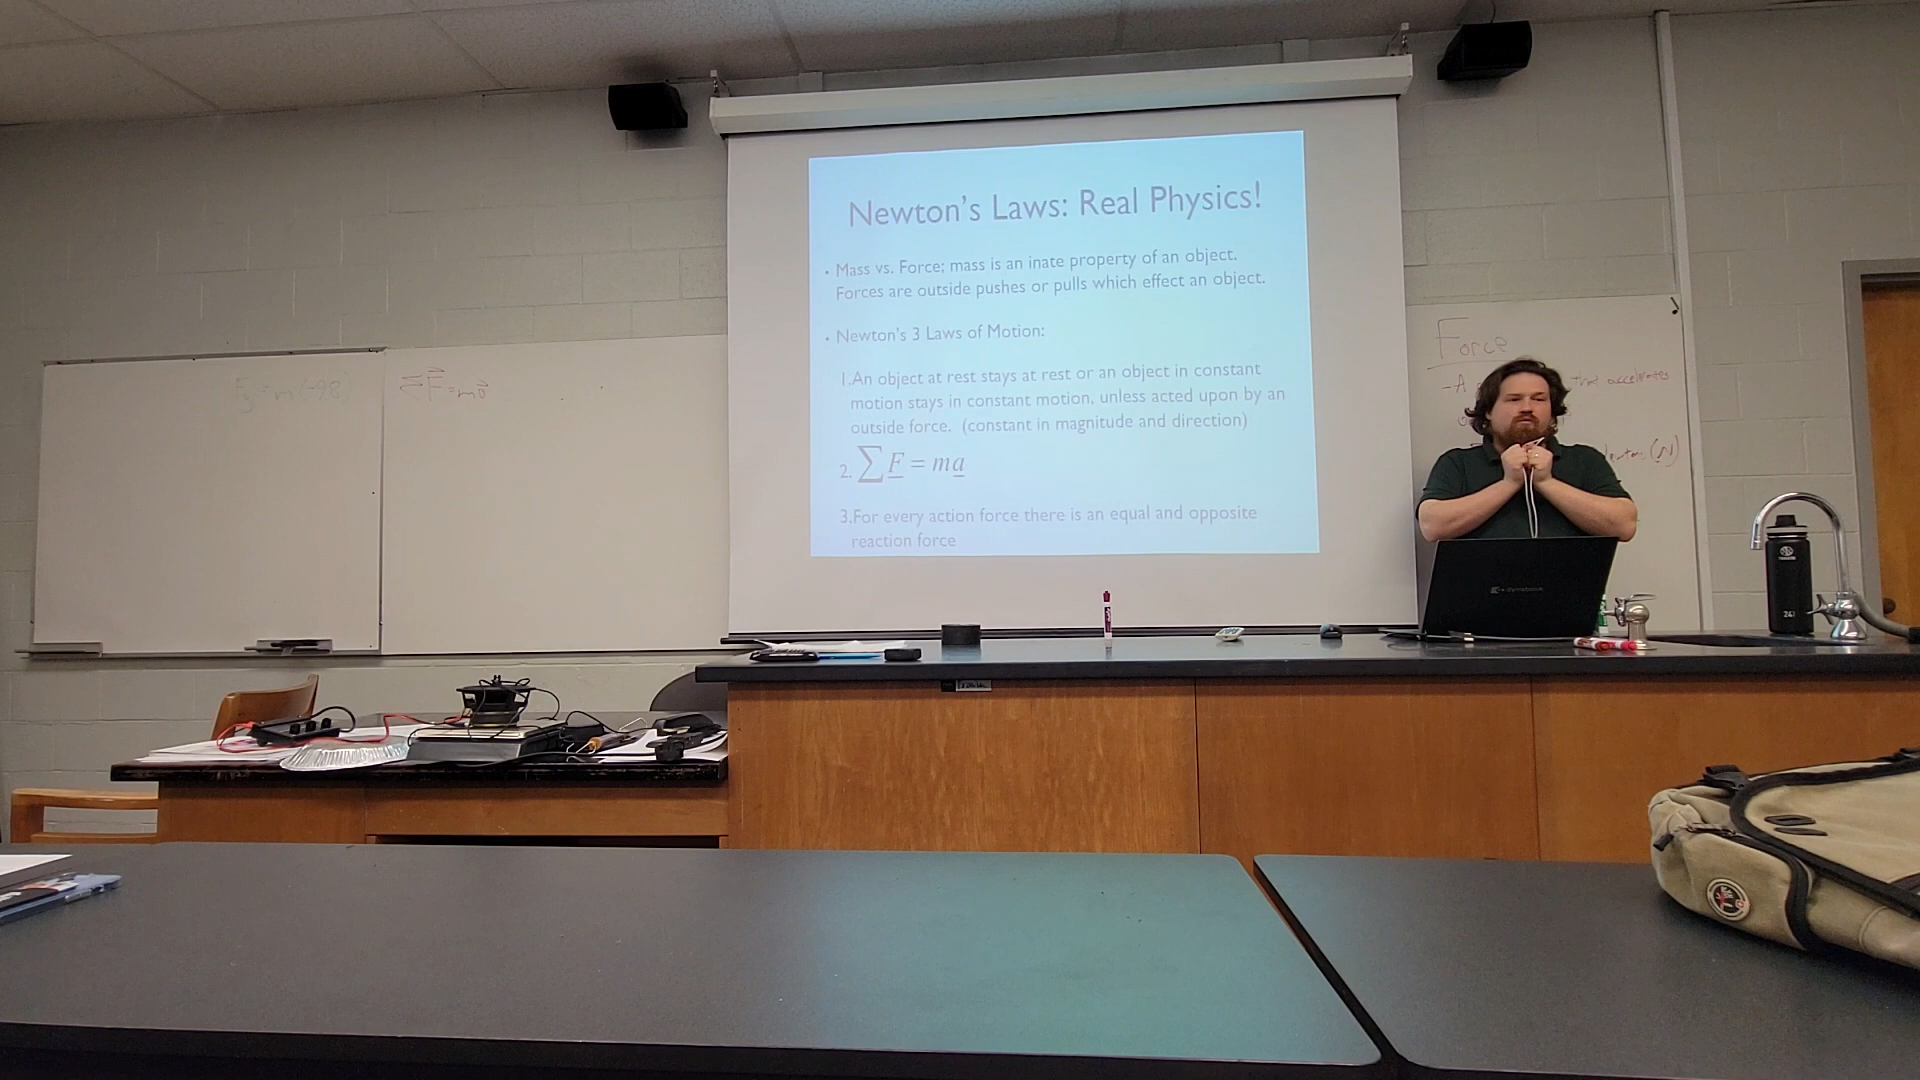 Newton's Laws: Real Physics!
• Mass vs. Force; mass is an inate property of an object.
Forces are outside pushes or pulls which effect an object.
• Newton's 3 Laws of Motion:
1.An object at rest stays at rest or an object in constant
motion stays in constant motion, unless acted upon by an
outside force. (constant in magnitude and direction)
2. ∑F = ma
3.For every action force there is an equal and opposite
reaction force
∑F⃗ = ma⃗
Force
- A that accelerates
(N)
dynabook
24